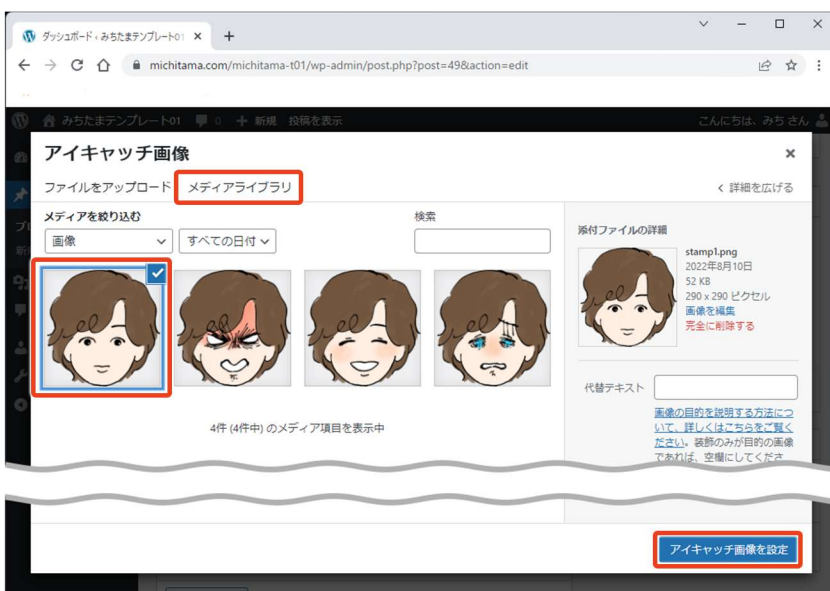 ダッシュボード ‹ みちたまテンプレート01
michitama.com/michitama-t01/wp-admin/post.php?post=49&action=edit
みちたまテンプレート01 0 新規 投稿を表示 こんにちは、みち さん
アイキャッチ画像
ファイルをアップロード メディアライブラリ 詳細を広げる
メディアを絞り込む 検索
画像 すべての日付
添付ファイルの詳細
stamp1.png
2022年8月10日
52 KB
290 x 290 ピクセル
画像を編集
完全に削除する
代替テキスト
画像の目的を説明する方法につ
いて、詳しくはこちらをご覧く
ださい。装飾のみが目的の画像
であれば、空欄にしてくださ
4件 (4件中) のメディア項目を表示中
アイキャッチ画像を設定